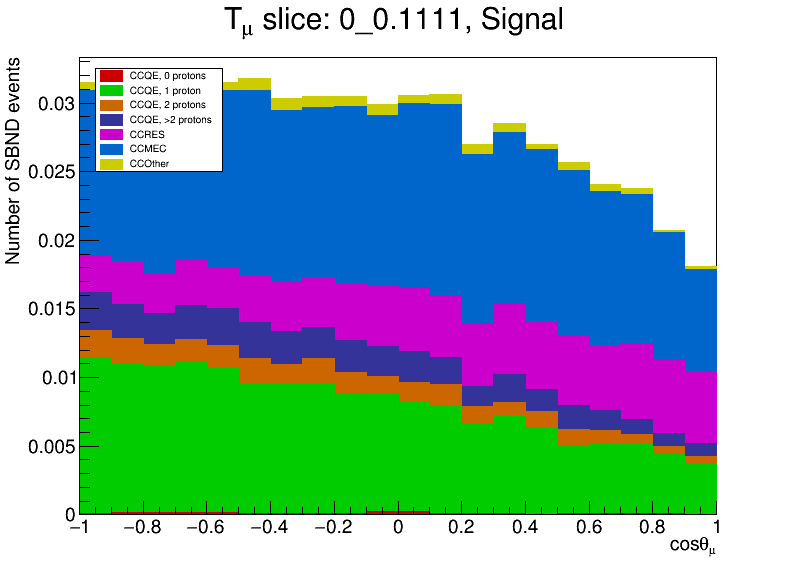 Tμ slice: 0_0.1111, Signal
Number of SBND events
0.03
0.025
0.02
0.015
0.01
0.005
0
CCQE, 0 protons
CCQE, 1 proton
CCQE, 2 protons
CCQE, >2 protons
CCRES
CCMEC
CCOther
−1 −0.8 −0.6 −0.4 −0.2 0 0.2 0.4 0.6 0.8 1
cosθμ